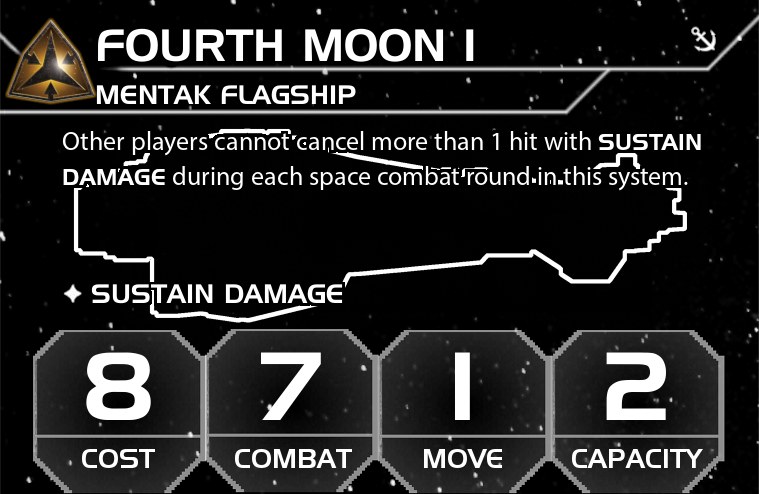 FOURTH MOON I
MENTAK FLAGSHIP
Other players cannot cancel more than 1 hit with SUSTAIN
DAMAGE during each space combat round in this system.
SUSTAIN DAMAGE
8 7 1 2
COST COMBAT MOVE CAPACITY